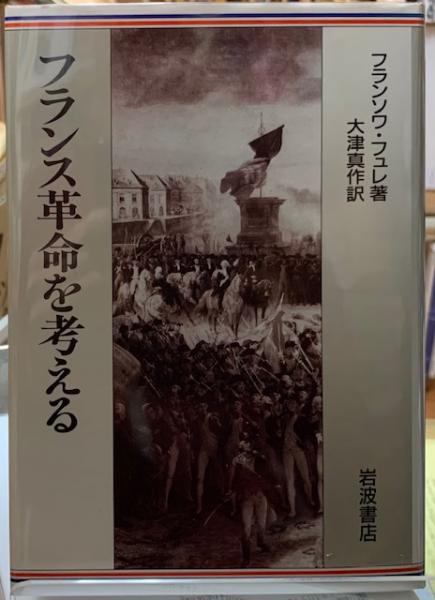 フランソワ・フュレ著
大津真作訳
フランス革命を考える
岩波書店